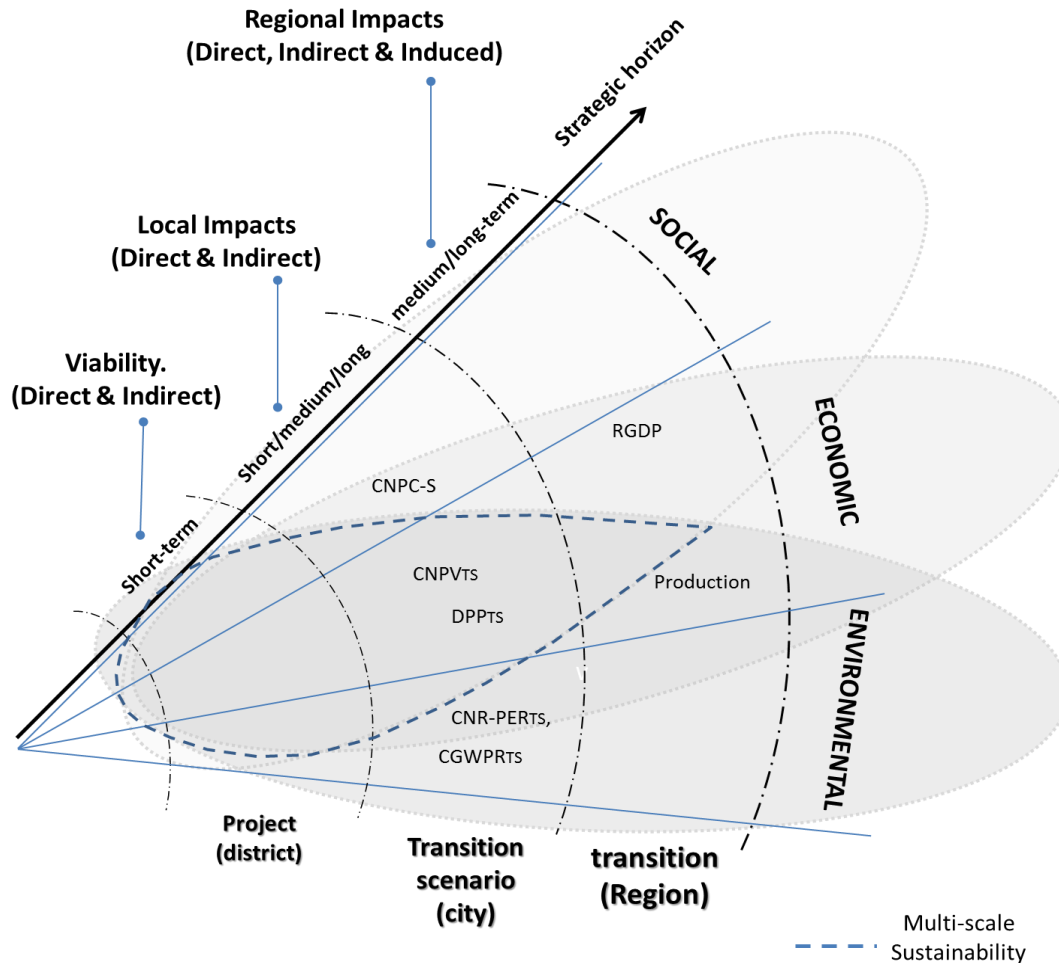 Regional Impacts
(Direct, Indirect & Induced)
Strategic horizon
Local Impacts
(Direct & Indirect)
medium/long-term
SOCIAL
Viability.
(Direct & Indirect)
Short/medium/long
Short-term
RGDP
ECONOMIC
CNPC-S
CNPVTS
Production
DPPTS
ENVIRONMENTAL
CNR-PERTS,
CGWPRTS
Project
(district)
Transition
scenario
(city)
transition
(Region)
Multi-scale
Sustainability